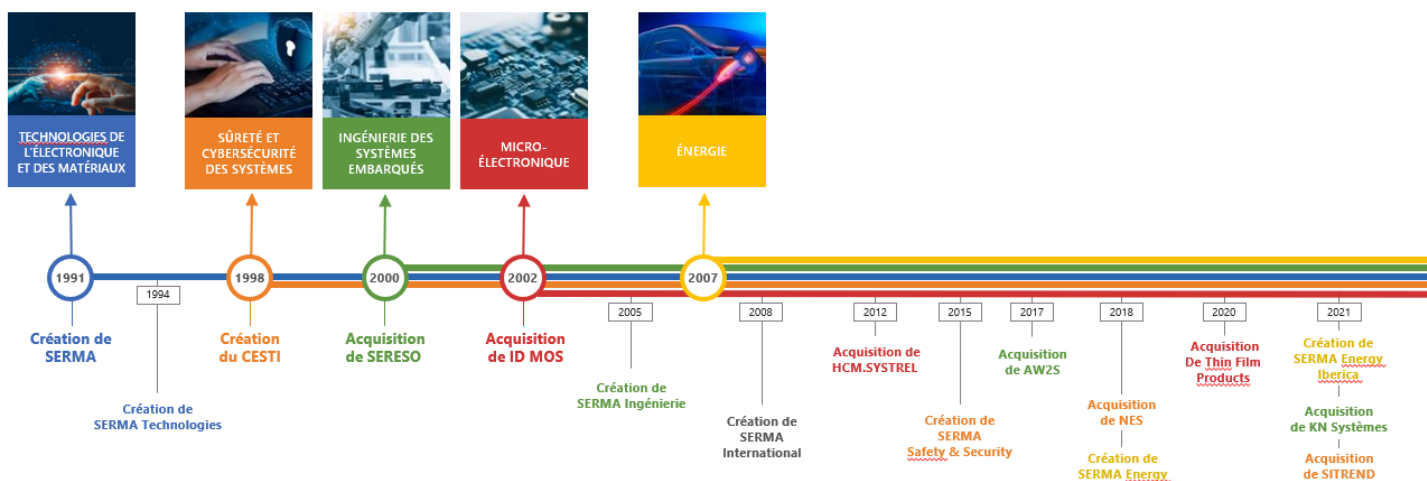 TECHNOLOGIES DE
L'ÉLECTRONIQUE
ET DES MATÉRIAUX
SÛRETÉ ET
CYBERSÉCURITÉ
DES SYSTÈMES
INGÉNIERIE DES
SYSTÈMES
EMBARQUÉS
MICRO-
ÉLECTRONIQUE
ÉNERGIE
1991
1998
2000
2002
2007
1994
2005
2008
2012
2015
2017
2018
2020
2021
Création de
SERMA
Création
du CESTI
Acquisition
de SERESO
Acquisition
de ID MOS
Création de
SERMA Technologies
Création de
SERMA Ingénierie
Création de
SERMA
International
Acquisition de
HCM.SYSTREL
Création de
SERMA
Safety & Security
Acquisition
de AW2S
Acquisition
de NES
Création de
SERMA Energy
Acquisition
De Thin Film
Products
Création de
SERMA Energy
Iberica
Acquisition
de KN Systèmes
Acquisition
de SITREND